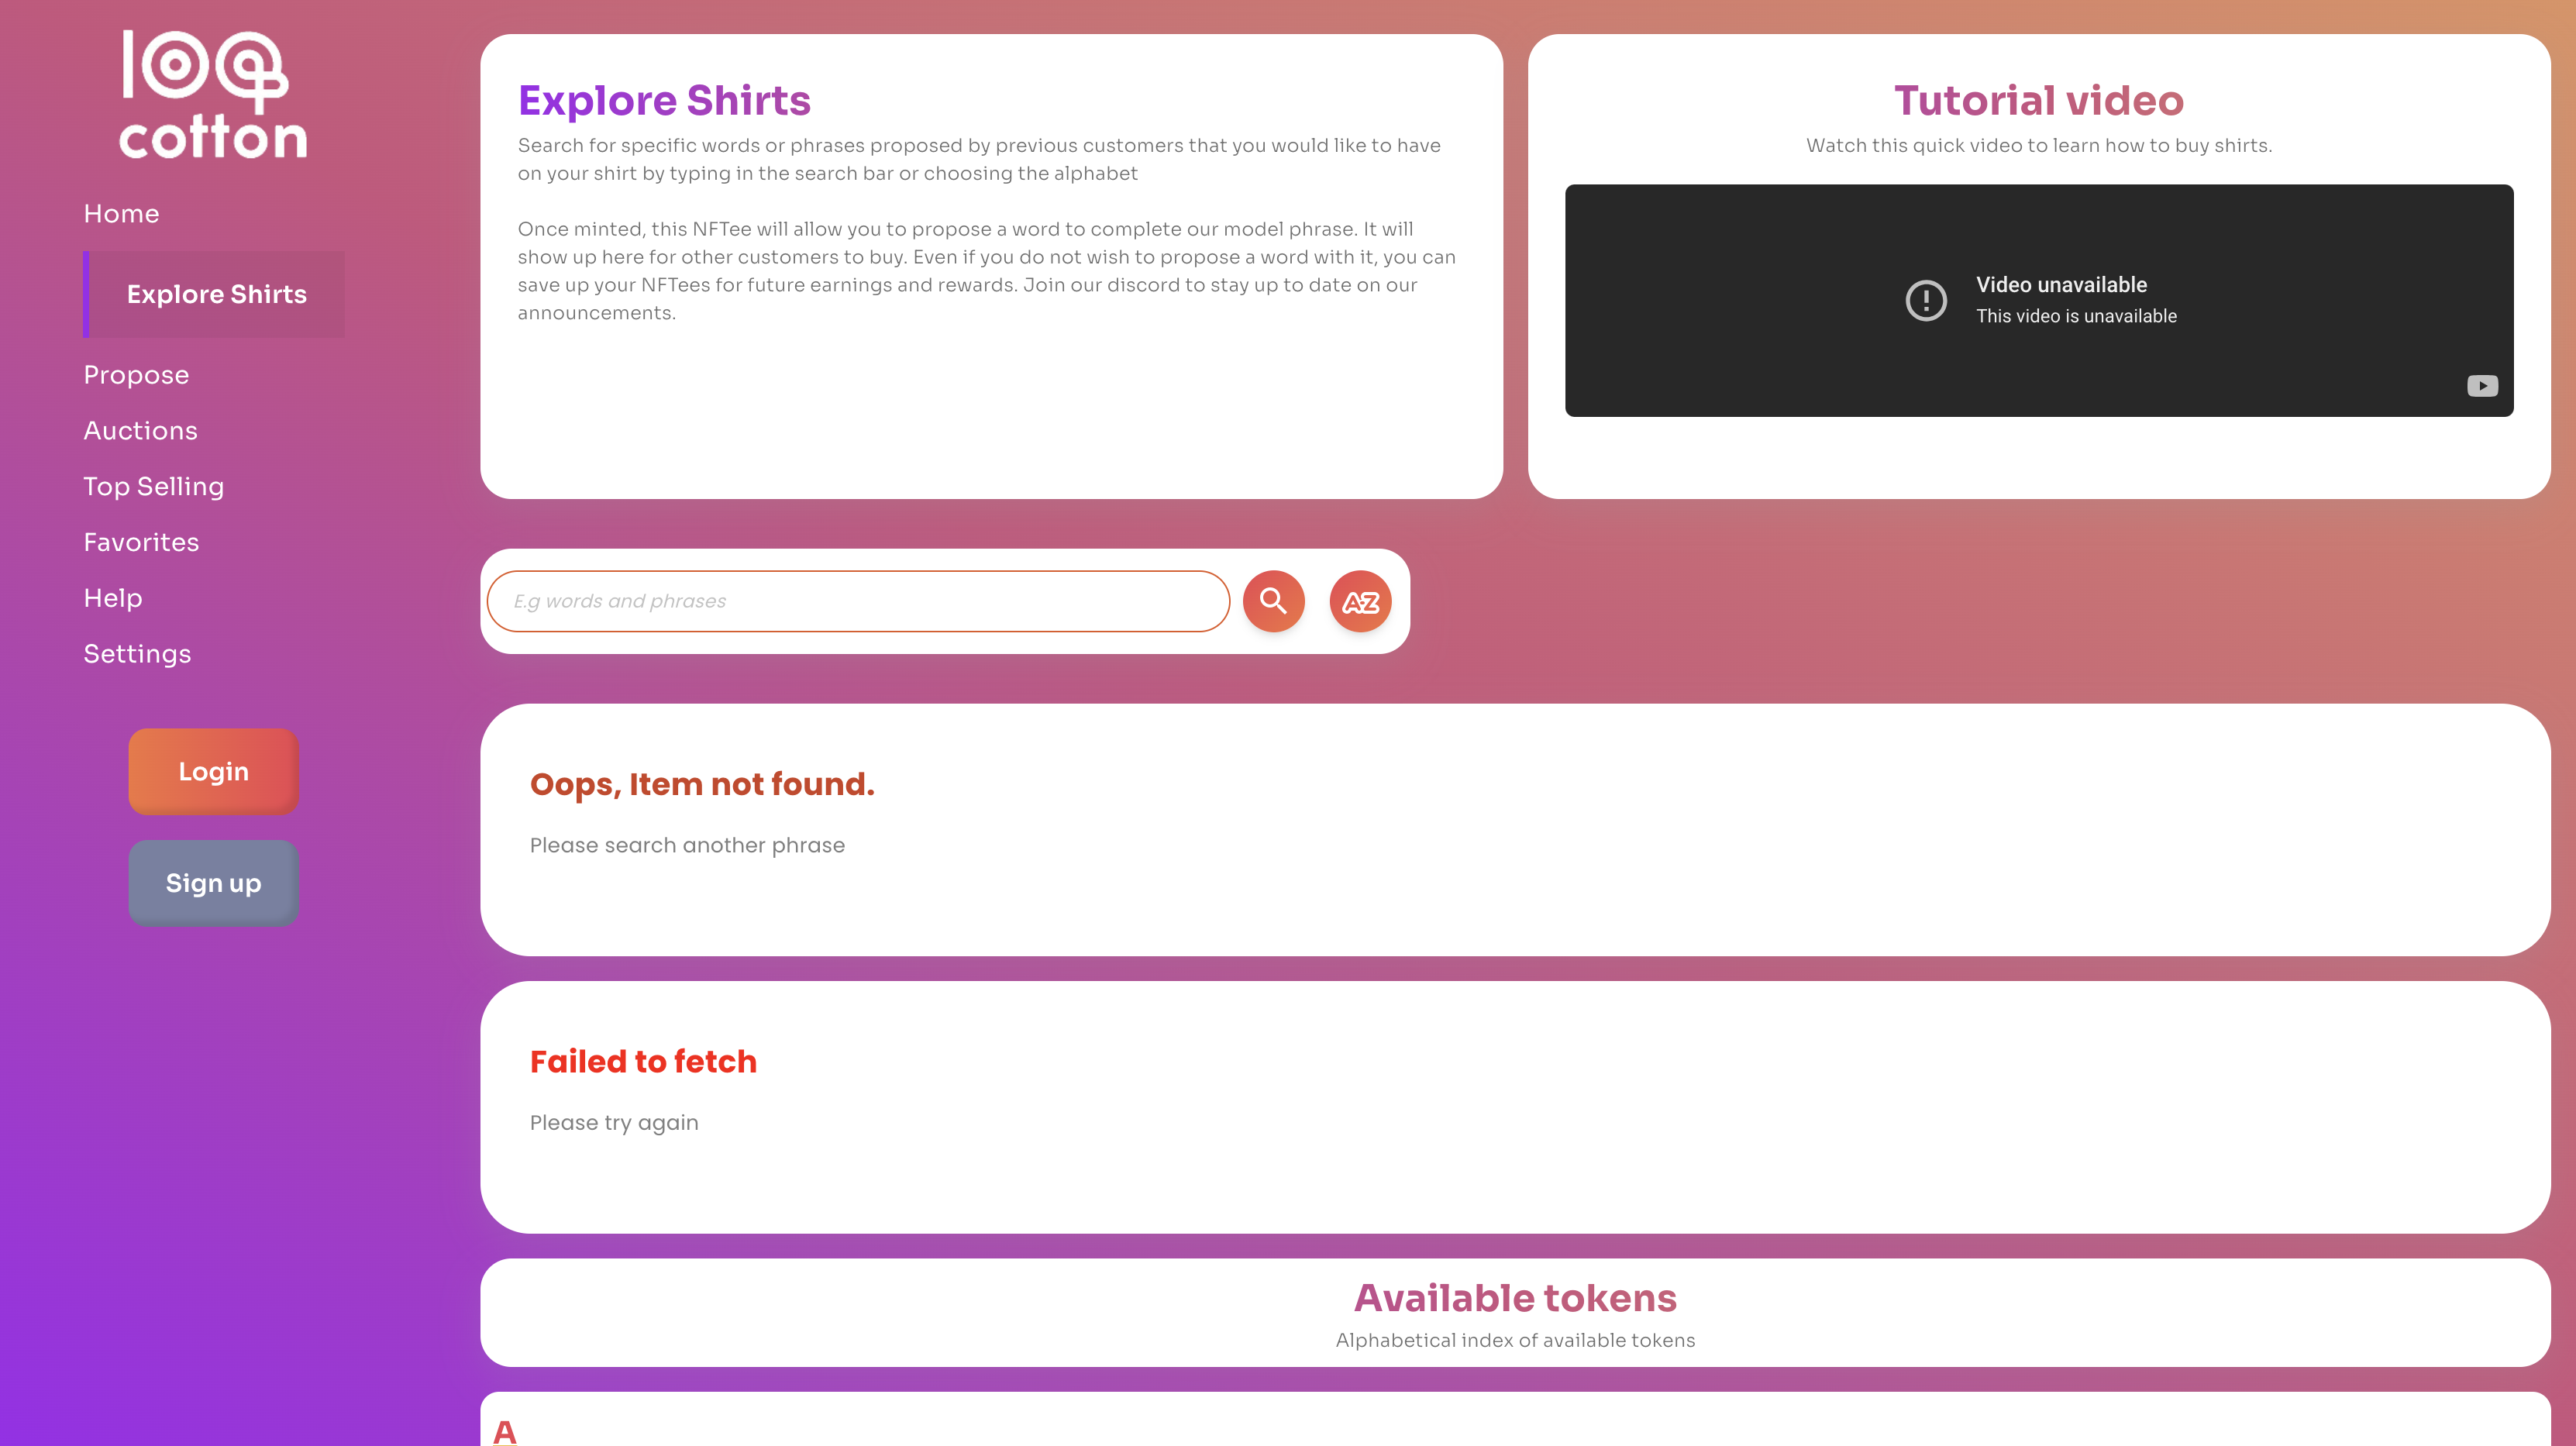 loq
cotton
Home
Explore Shirts
Propose
Auctions
Top Selling
Favorites
Help
Settings
Login
Sign up
Explore Shirts
Search for specific words or phrases proposed by previous customers that you would like to have
on your shirt by typing in the search bar or choosing the alphabet
Once minted, this NFTee will allow you to propose a word to complete our model phrase. It will
show up here for other customers to buy. Even if you do not wish to propose a word with it, you can
save up your NFTees for future earnings and rewards. Join our discord to stay up to date on our
announcements.
Tutorial video
Watch this quick video to learn how to buy shirts.
Video unavailable
This video is unavailable
E.g words and phrases
AZ
Oops, Item not found.
Please search another phrase
Failed to fetch
Please try again
Available tokens
Alphabetical index of available tokens
A